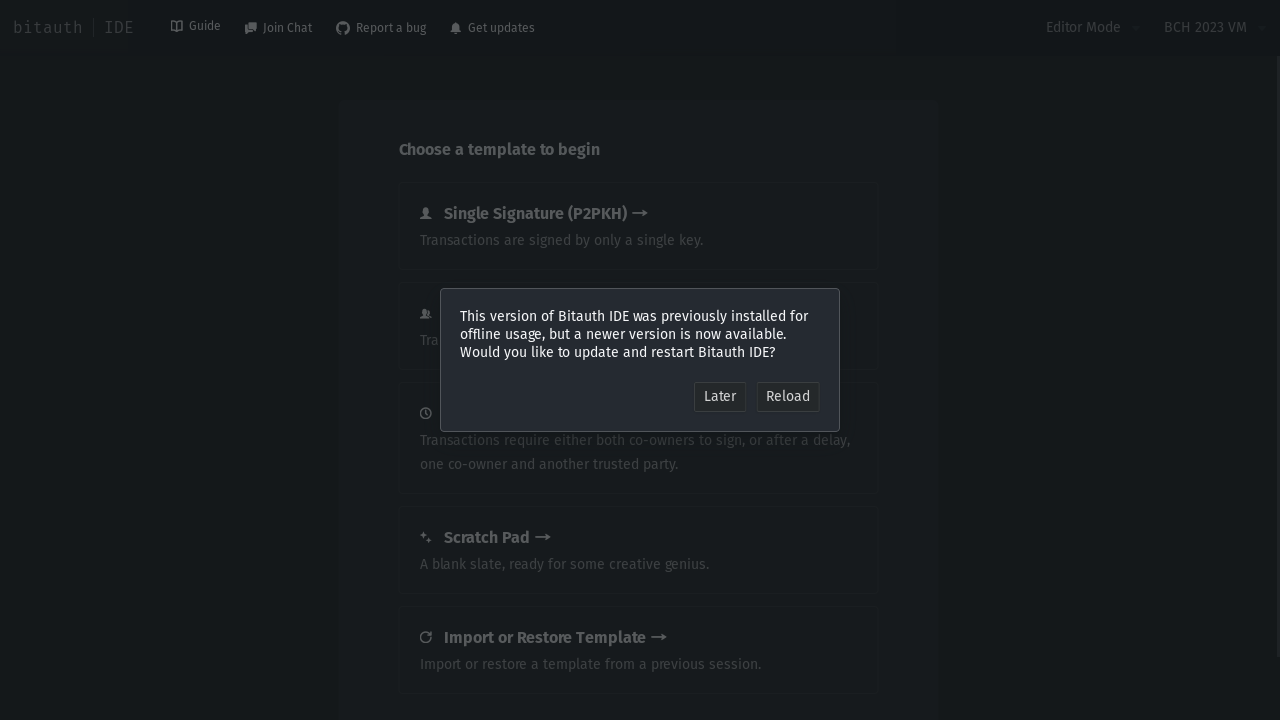 bitauth | IDE
Guide
Join Chat
Report a bug
Get updates
Editor Mode
BCH 2023 VM
Choose a template to begin
Single Signature (P2PKH) →
Transactions are signed by only a single key.
Tra
This version of Bitauth IDE was previously installed for
offline usage, but a newer version is now available.
Would you like to update and restart Bitauth IDE?
Later
Reload
Transactions require either both co-owners to sign, or after a delay,
one co-owner and another trusted party.
Scratch Pad →
A blank slate, ready for some creative genius.
Import or Restore Template →
Import or restore a template from a previous session.